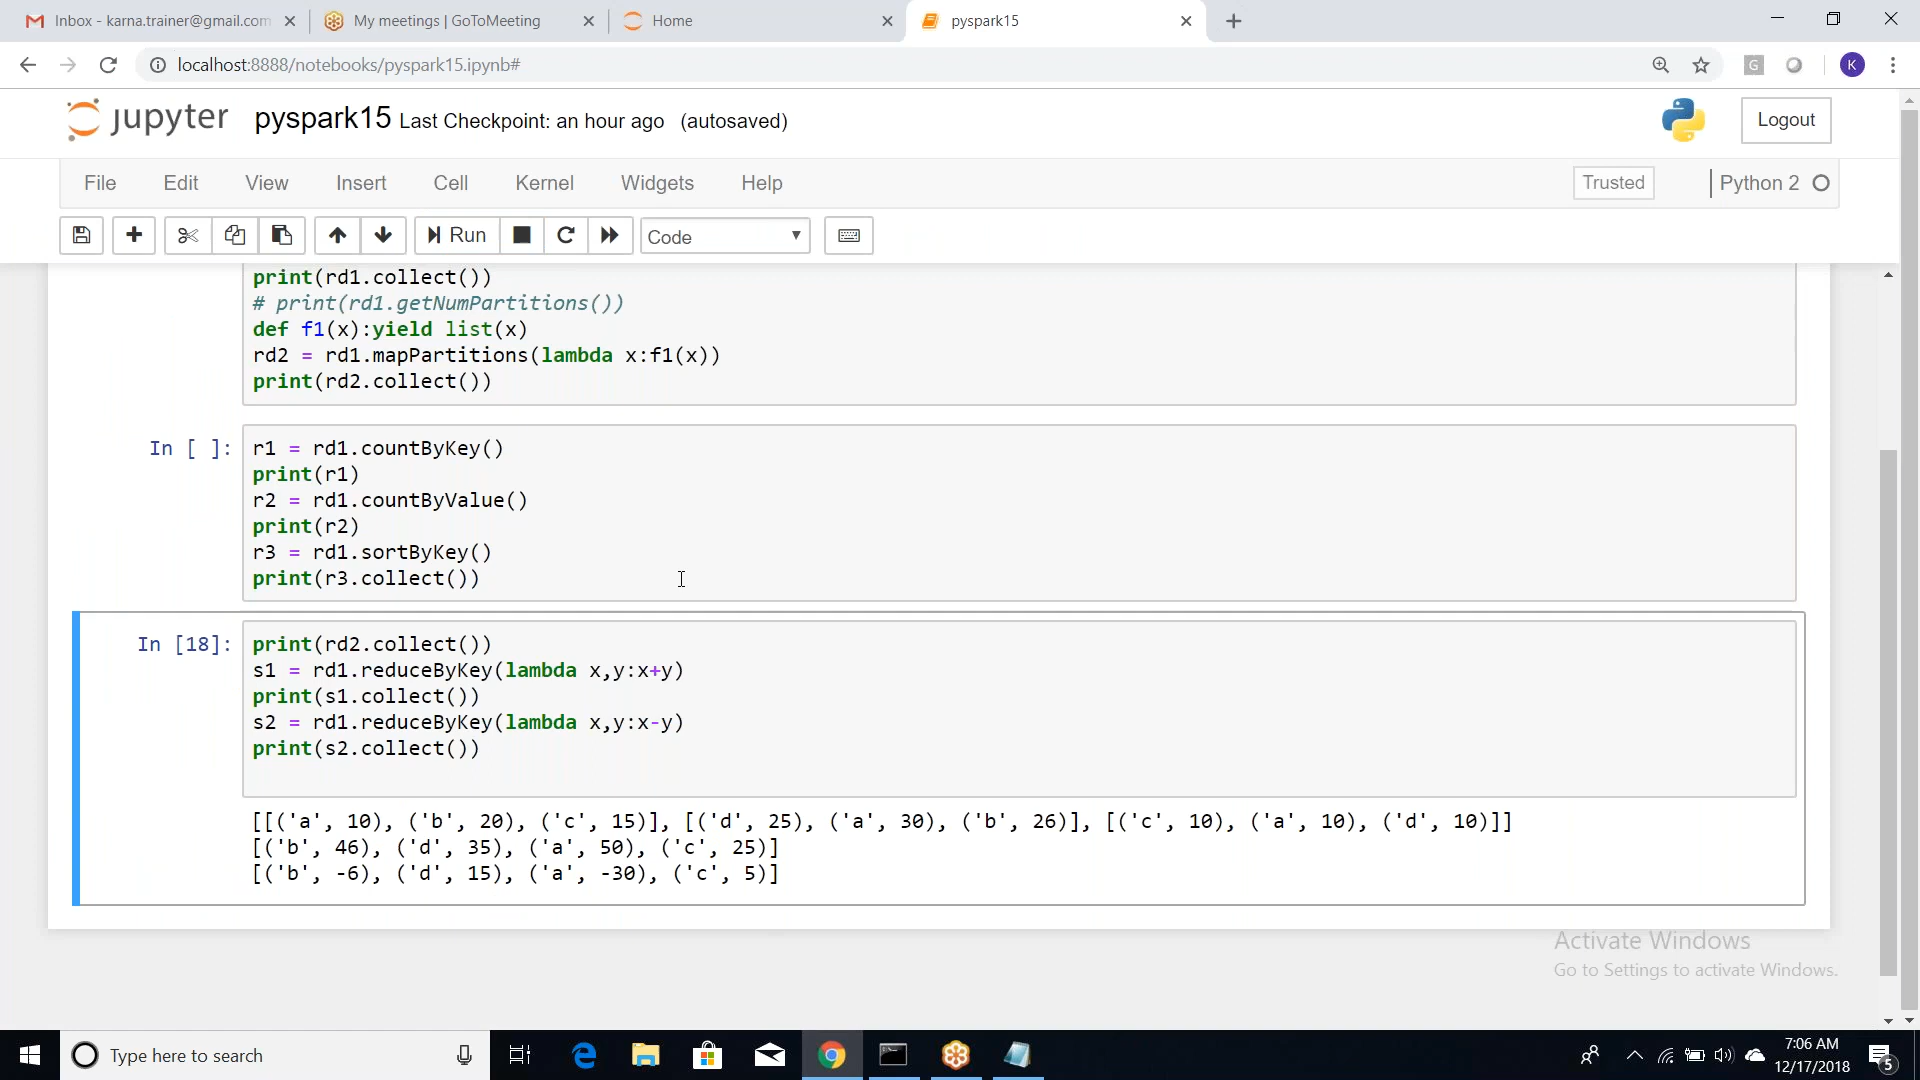 Inbox - karna.trainer@gmail.com
My meetings | GoToMeeting
Home
pyspark15
localhost:8888/notebooks/pyspark15.ipynb#
G
K
jupyter
pyspark15 Last Checkpoint: an hour ago (autosaved)
Logout
File Edit View Insert Cell Kernel Widgets Help
Trusted
Python 2
Run
Code
print(rd1.collect())
# print(rd1.getNumPartitions())
def f1(x):yield list(x)
rd2 = rd1.mapPartitions(lambda x:f1(x))
print(rd2.collect())
In [ ]:
r1 = rd1.countByKey()
print(r1)
r2 = rd1.countByValue()
print(r2)
r3 = rd1.sortByKey()
print(r3.collect())
In [18]:
print(rd2.collect())
s1 = rd1.reduceByKey(lambda x,y:x+y)
print(s1.collect())
s2 = rd1.reduceByKey(lambda x,y:x-y)
print(s2.collect())
[[('a', 10), ('b', 20), ('c', 15)], [('d', 25), ('a', 30), ('b', 26)], [('c', 10), ('a', 10), ('d', 10)]]
[('b', 46), ('d', 35), ('a', 50), ('c', 25)]
[('b', -6), ('d', 15), ('a', -30), ('c', 5)]
Activate Windows
Go to Settings to activate Windows.
Type here to search
7:06 AM
12/17/2018
5